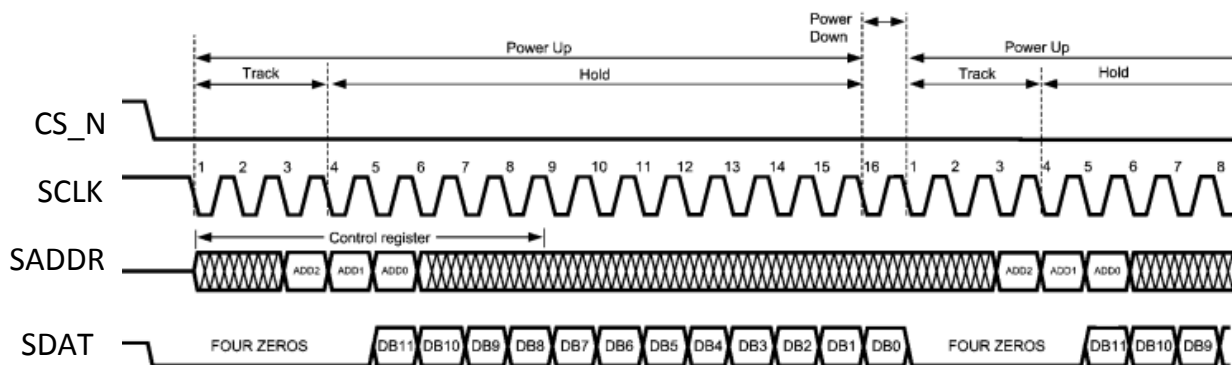 Power Down
Power Up
Power Up
Track
Hold
Track
Hold
CS_N
1 2 3 4 5 6 7 8 9 10 11 12 13 14 15 16 1 2 3 4 5 6 7 8
SCLK
Control register
SADDR
ADD2 ADD1 ADD0 ADD2 ADD1 ADD0
SDAT
FOUR ZEROS DB11 DB10 DB9 DB8 DB7 DB6 DB5 DB4 DB3 DB2 DB1 DB0 FOUR ZEROS DB11 DB10 DB9